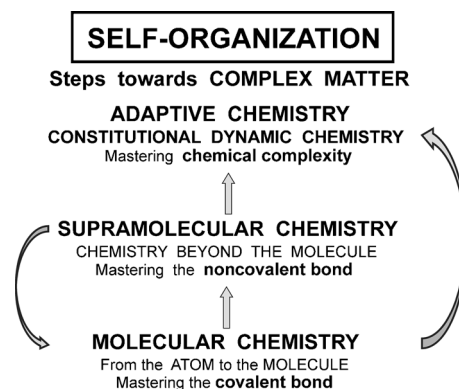 SELF-ORGANIZATION
Steps towards COMPLEX MATTER
ADAPTIVE CHEMISTRY
CONSTITUTIONAL DYNAMIC CHEMISTRY
Mastering chemical complexity
SUPRAMOLECULAR CHEMISTRY
CHEMISTRY BEYOND THE MOLECULE
Mastering the noncovalent bond
MOLECULAR CHEMISTRY
From the ATOM to the MOLECULE
Mastering the covalent bond